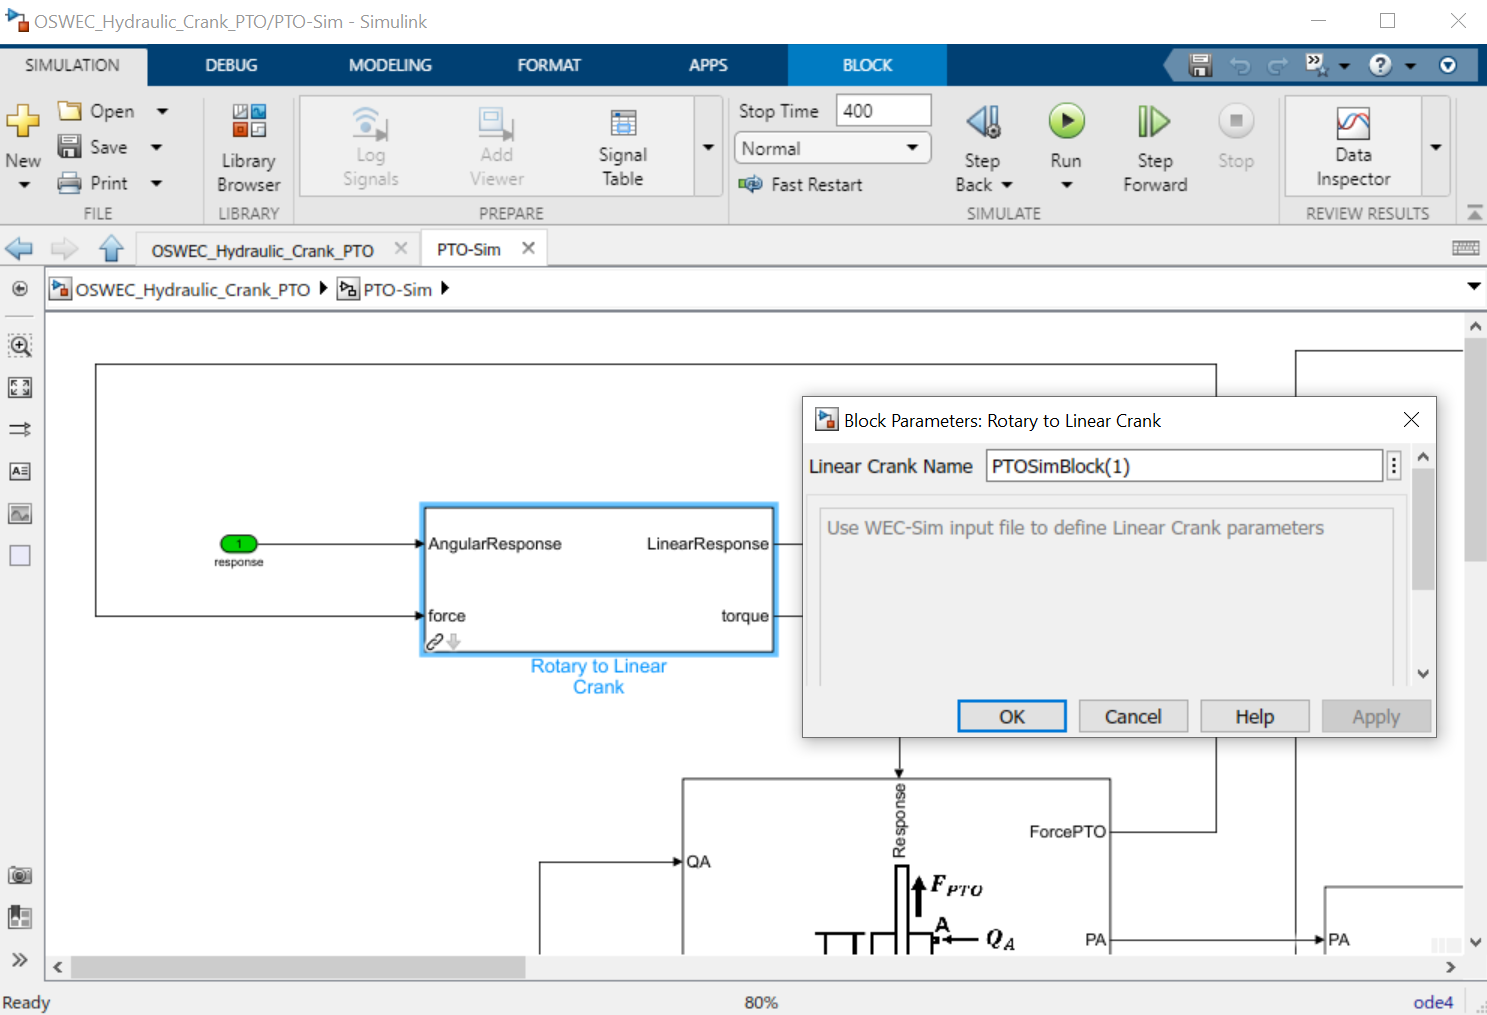 OSWEC_Hydraulic_Crank_PTO/PTO-Sim - Simulink
SIMULATION DEBUG MODELING FORMAT APPS BLOCK
New
Open
Save
Print
FILE
Library Browser
LIBRARY
Log Signals
Add Viewer
Signal Table
PREPARE
Stop Time 400
Normal
Fast Restart
Step Back
Run
Step Forward
Stop
SIMULATE
Data Inspector
REVIEW RESULTS
OSWEC_Hydraulic_Crank_PTO PTO-Sim
OSWEC_Hydraulic_Crank_PTO PTO-Sim
Block Parameters: Rotary to Linear Crank
Linear Crank Name PTOSimBlock(1)
Use WEC-Sim input file to define Linear Crank parameters
OK Cancel Help Apply
1
response
AngularResponse LinearResponse
force torque
Rotary to Linear
Crank
Response
ForcePTO
QA
F_PTO
A
Q_A
PA
PA
Ready 80% ode4